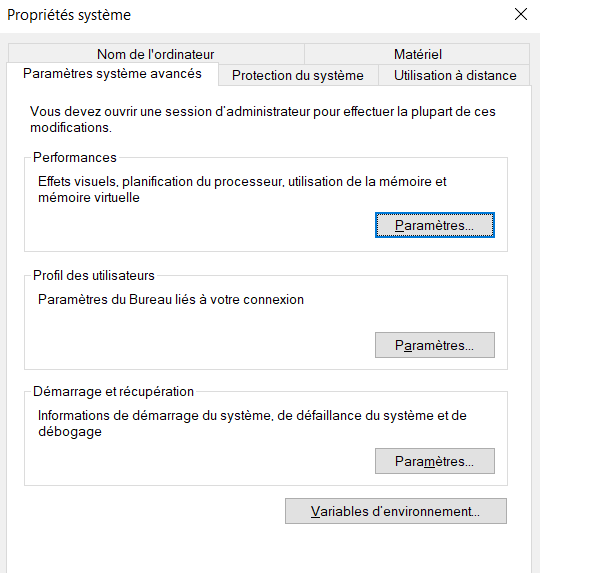 Propriétés système
Nom de l'ordinateur
Matériel
Paramètres système avancés
Protection du système
Utilisation à distance
Vous devez ouvrir une session d'administrateur pour effectuer la plupart de ces
modifications.
Performances
Effets visuels, planification du processeur, utilisation de la mémoire et
mémoire virtuelle
Paramètres...
Profil des utilisateurs
Paramètres du Bureau liés à votre connexion
Paramètres...
Démarrage et récupération
Informations de démarrage du système, de défaillance du système et de
débogage
Paramètres...
Variables d'environnement...